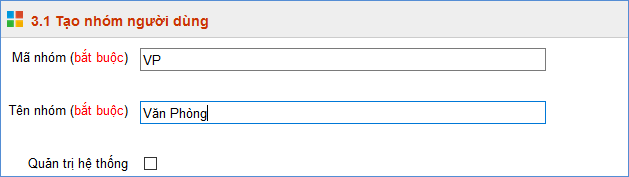 3.1 Tạo nhóm người dùng
Mã nhóm (bắt buộc) VP
Tên nhóm (bắt buộc) Văn Phòng
Quản trị hệ thống